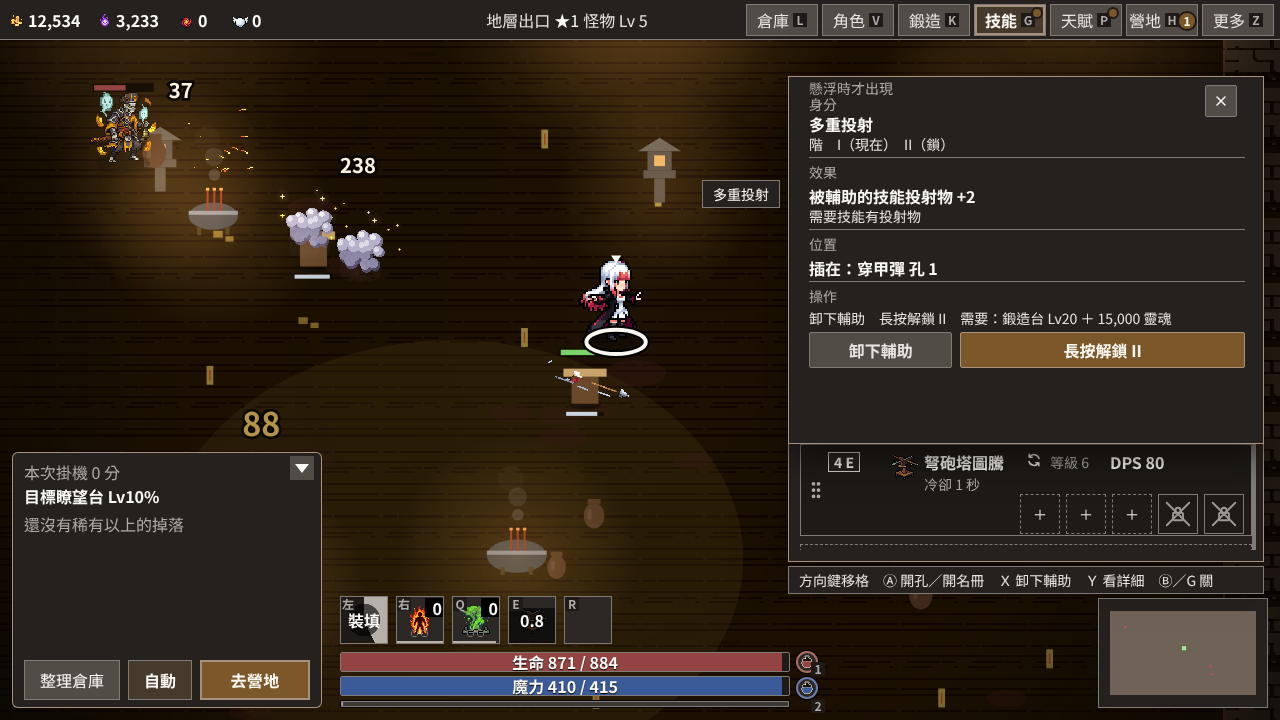 12,534 3,233 0 0
地層出口 ★1 怪物 Lv 5
倉庫 L 角色 V 鍛造 K 技能 G 天賦 P 營地 H 1 更多 Z
37
238
88
多重投射
懸浮時才出現
身分
多重投射
階 I（現在） II（鎖）
效果
被輔助的技能投射物 +2
需要技能有投射物
位置
插在：穿甲彈 孔 1
操作
卸下輔助 長按解鎖 II 需要：鍛造台 Lv20 ＋ 15,000 靈魂
卸下輔助 長按解鎖 II
4 E 弩砲塔圖騰 等級 6 DPS 80
冷卻 1 秒
方向鍵移格 Ⓐ 開孔／開名冊 X 卸下輔助 Y 看詳細 Ⓑ／G 關
本次掛機 0 分
目標瞭望台 Lv10%
還沒有稀有以上的掉落
整理倉庫 自動 去營地
左 裝填 右 0 Q 0 E 0.8 R
生命 871 / 884 1
魔力 410 / 415 2